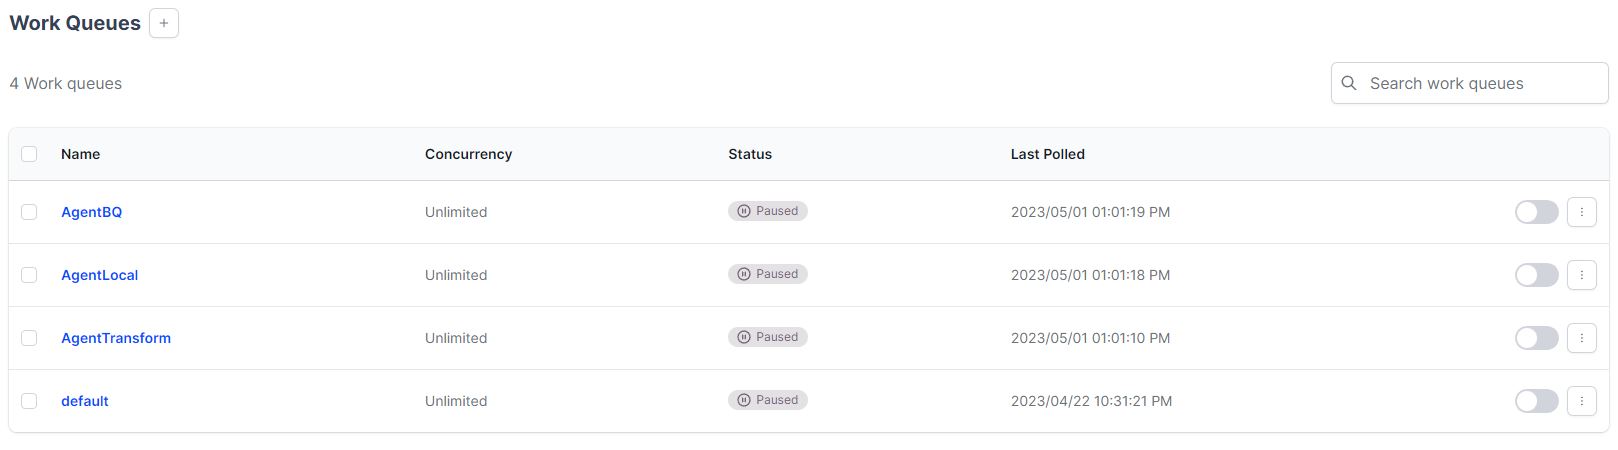 Work Queues +
4 Work queues
Search work queues
Name Concurrency Status Last Polled
AgentBQ Unlimited Paused 2023/05/01 01:01:19 PM
AgentLocal Unlimited Paused 2023/05/01 01:01:18 PM
AgentTransform Unlimited Paused 2023/05/01 01:01:10 PM
default Unlimited Paused 2023/04/22 10:31:21 PM